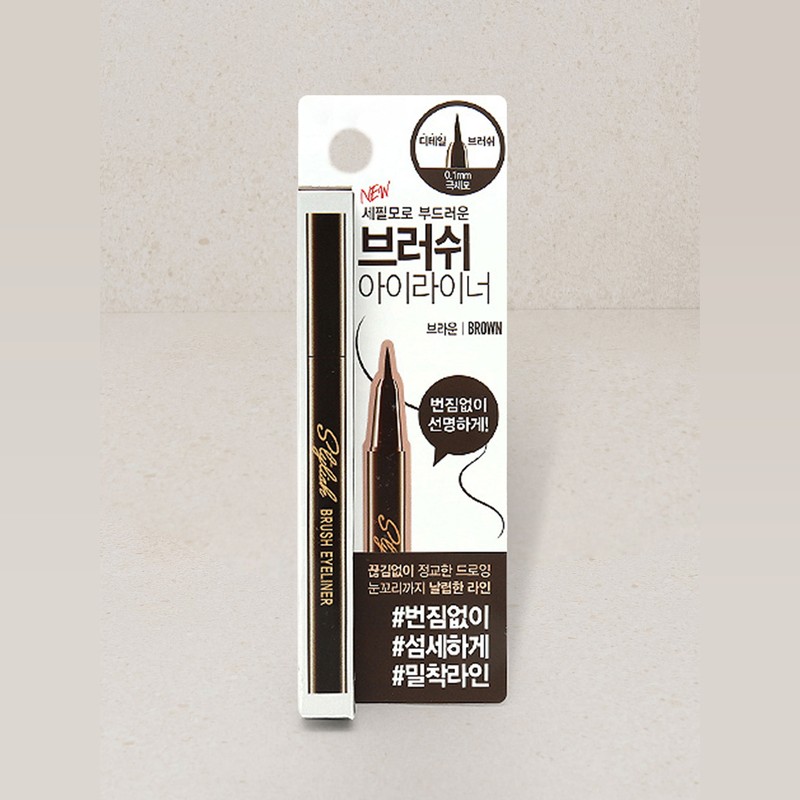 디테일 브러쉬
0.1mm
극세모
NEW
세필모로 부드러운
브러쉬
아이라이너
브라운 | BROWN
번짐없이
선명하게!
Stylish BRUSH EYELINER
끊김없이 정교한 드로잉
눈꼬리까지 날렵한 라인
#번짐없이
#섬세하게
#밀착라인